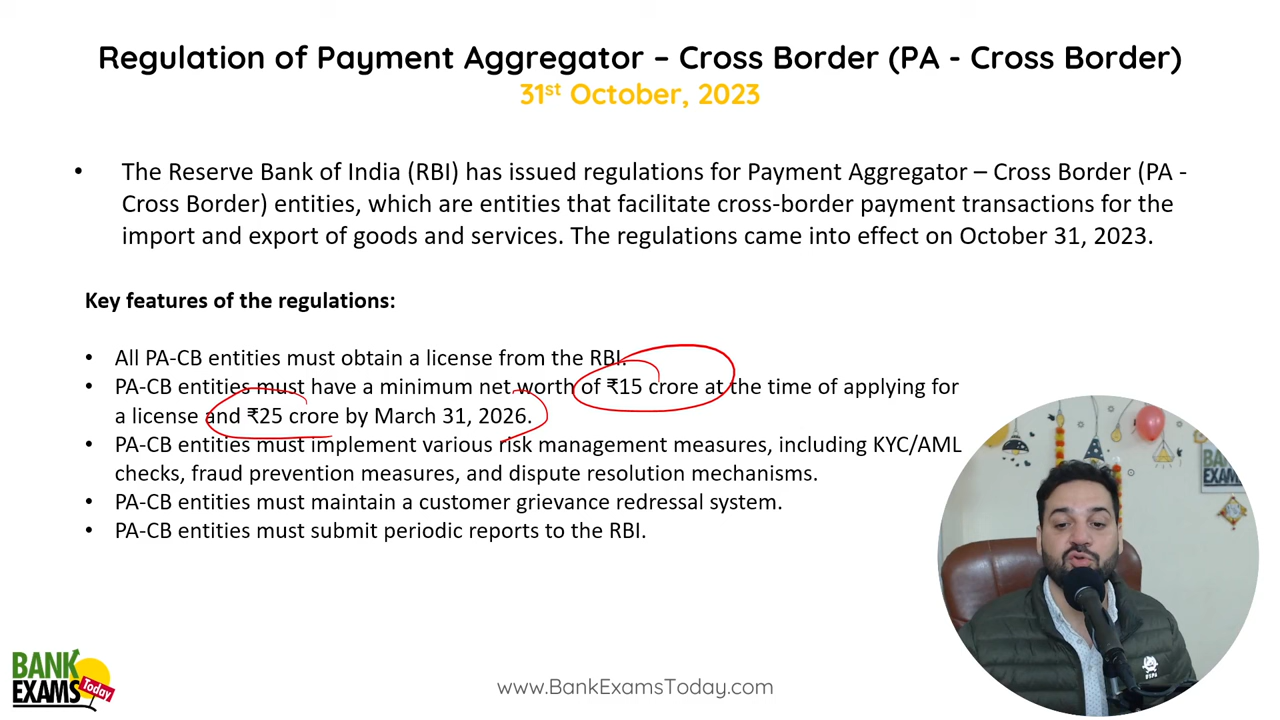 Regulation of Payment Aggregator – Cross Border (PA - Cross Border)
31st October, 2023
• The Reserve Bank of India (RBI) has issued regulations for Payment Aggregator – Cross Border (PA -
Cross Border) entities, which are entities that facilitate cross-border payment transactions for the
import and export of goods and services. The regulations came into effect on October 31, 2023.
Key features of the regulations:
• All PA-CB entities must obtain a license from the RBI.
• PA-CB entities must have a minimum net worth of ₹15 crore at the time of applying for
a license and ₹25 crore by March 31, 2026.
• PA-CB entities must implement various risk management measures, including KYC/AML
checks, fraud prevention measures, and dispute resolution mechanisms.
• PA-CB entities must maintain a customer grievance redressal system.
• PA-CB entities must submit periodic reports to the RBI.
BANK
EXAMS
Today
www.BankExamsToday.com